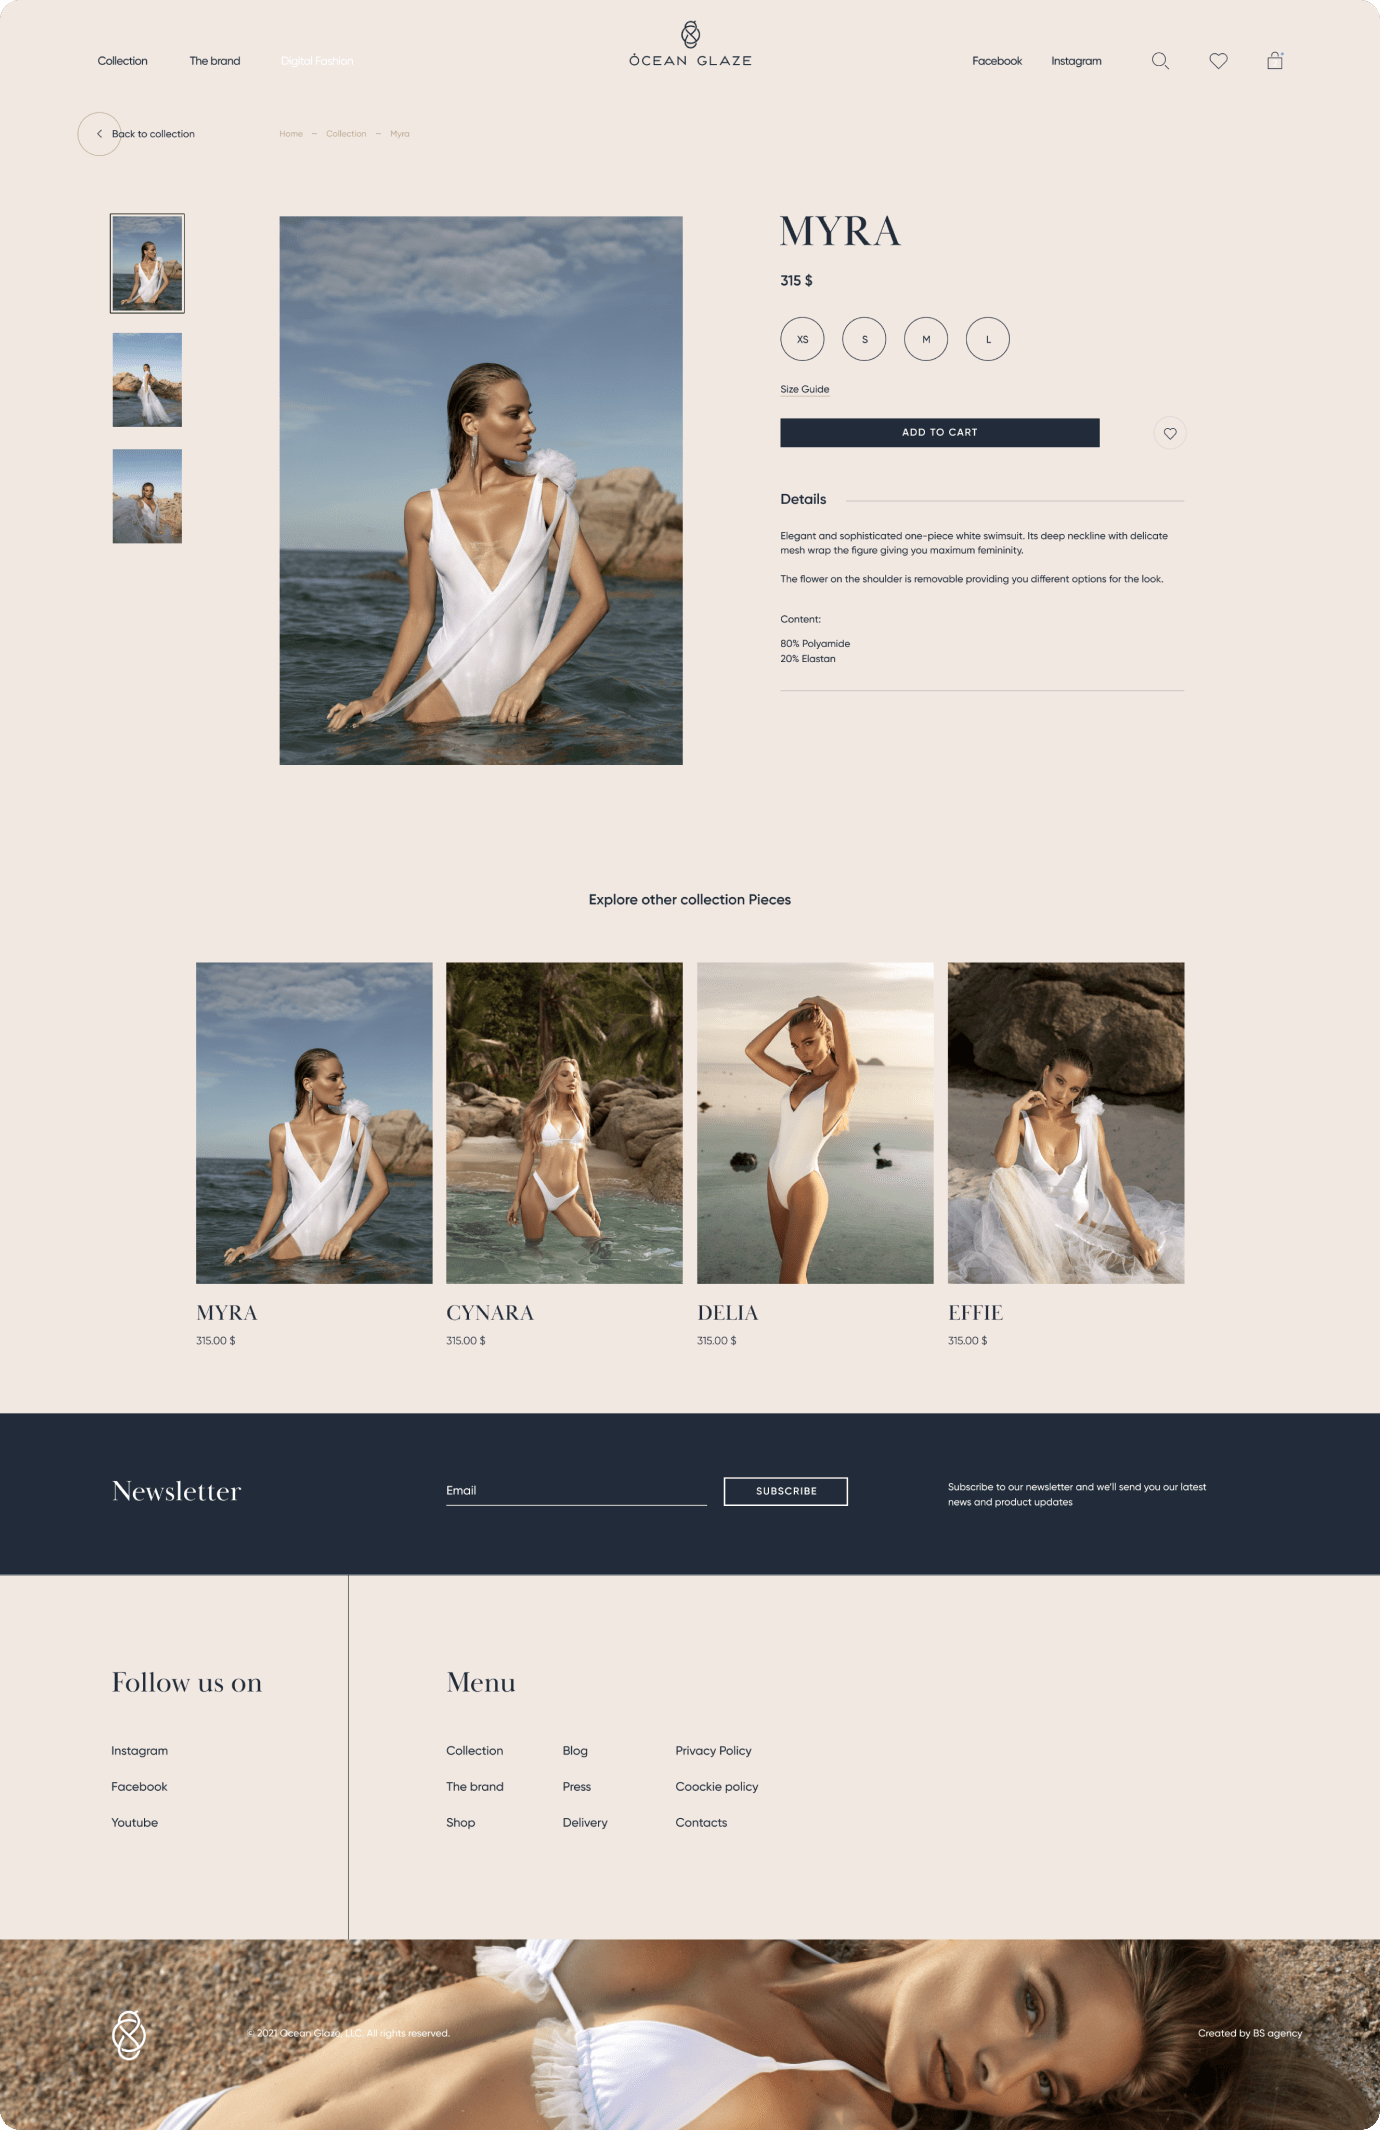 Collection
The brand
Digital Fashion
ÓCEAN GLAZE
Facebook
Instagram
Back to collection
Home – Collection – Myra
MYRA
315 $
XS S M L
Size Guide
ADD TO CART
Details
Elegant and sophisticated one-piece white swimsuit. Its deep neckline with delicate
mesh wrap the figure giving you maximum femininity.
The flower on the shoulder is removable providing you different options for the look.
Content:
80% Polyamide
20% Elastan
Explore other collection Pieces
MYRA
315.00 $
CYNARA
315.00 $
DELIA
315.00 $
EFFIE
315.00 $
Newsletter
Email
SUBSCRIBE
Subscribe to our newsletter and we'll send you our latest
news and product updates
Follow us on
Instagram
Facebook
Youtube
Menu
Collection
The brand
Shop
Blog
Press
Delivery
Privacy Policy
Coockie policy
Contacts
© 2021 Ocean Glaze, LLC. All rights reserved.
Created by BS agency